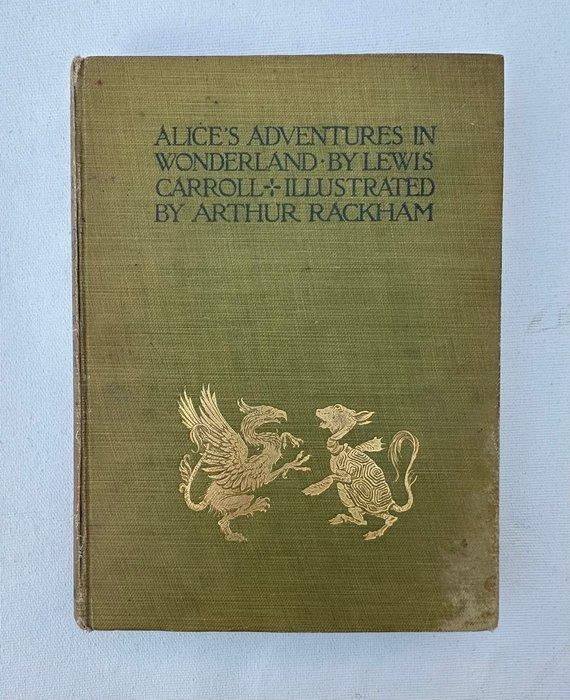 ALICE'S ADVENTURES IN
WONDERLAND · BY LEWIS
CARROLL ✢ ILLUSTRATED
BY ARTHUR RACKHAM